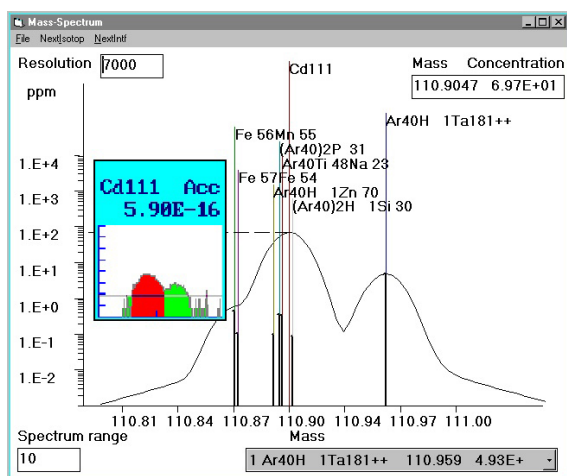 Mass-Spectrum
File NextIsotop NextIntf
Resolution 7000
Mass Concentration
110.9047 6.97E+01
ppm
Cd111
Ar40H 1Ta181++
Fe 56Mn 55
(Ar40)2P 31
Ar40Ti 48Na 23
Fe 57Fe 54
Ar40H 1Zn 70
(Ar40)2H 1Si 30
Cd111 Acc
5.90E-16
1.E+4
1.E+3
1.E+2
1.E+1
1.E+0
1.E-1
1.E-2
110.81 110.84 110.87 110.90 110.94 110.97 111.00
Spectrum range
Mass
10
1 Ar40H 1Ta181++ 110.959 4.93E+